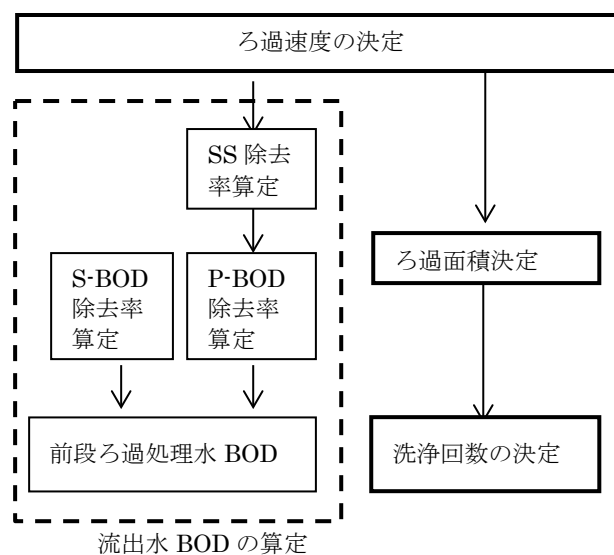 ろ過速度の決定
SS 除去
率算定
ろ過面積決定
S-BOD
除去率
算定
P-BOD
除去率
算定
前段ろ過処理水 BOD
洗浄回数の決定
流出水 BOD の算定